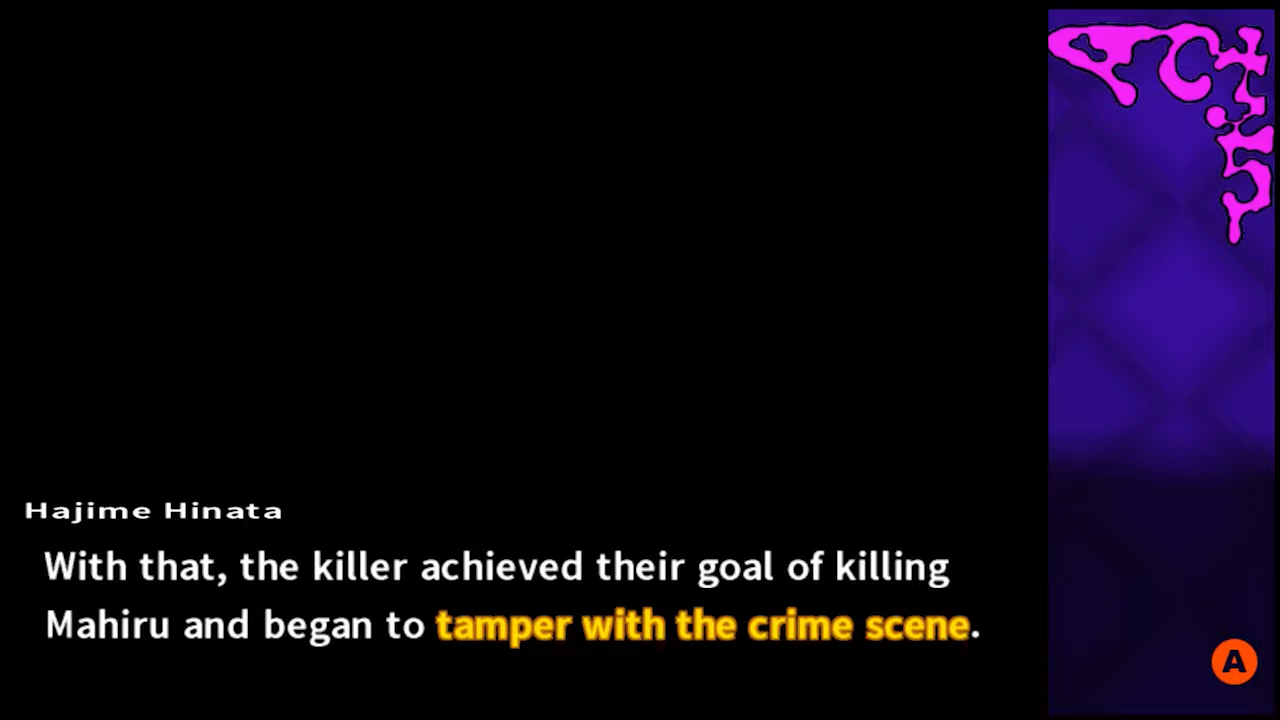 ACT.5
Hajime Hinata
With that, the killer achieved their goal of killing
Mahiru and began to tamper with the crime scene.
A